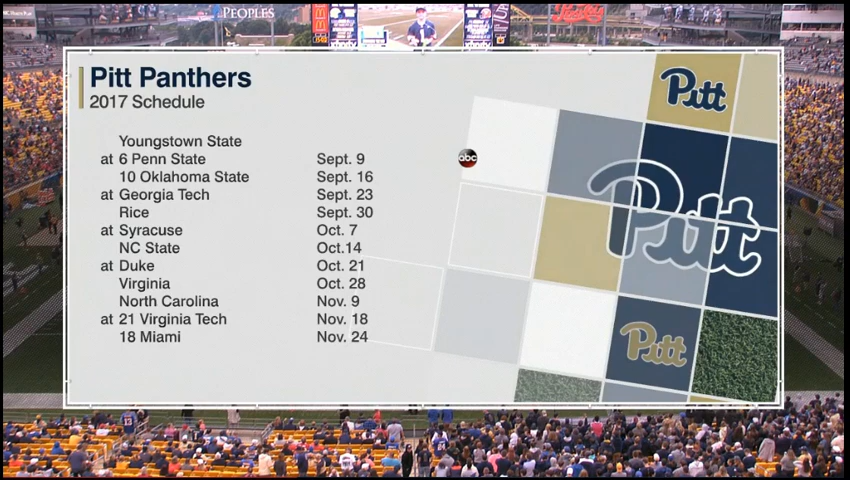 PEOPLES
Pitt Panthers
2017 Schedule
Youngstown State
at 6 Penn State Sept. 9
abc
10 Oklahoma State Sept. 16
at Georgia Tech Sept. 23
Rice Sept. 30
at Syracuse Oct. 7
NC State Oct.14
at Duke Oct. 21
Virginia Oct. 28
North Carolina Nov. 9
at 21 Virginia Tech Nov. 18
18 Miami Nov. 24
Pitt
Pitt
Pitt